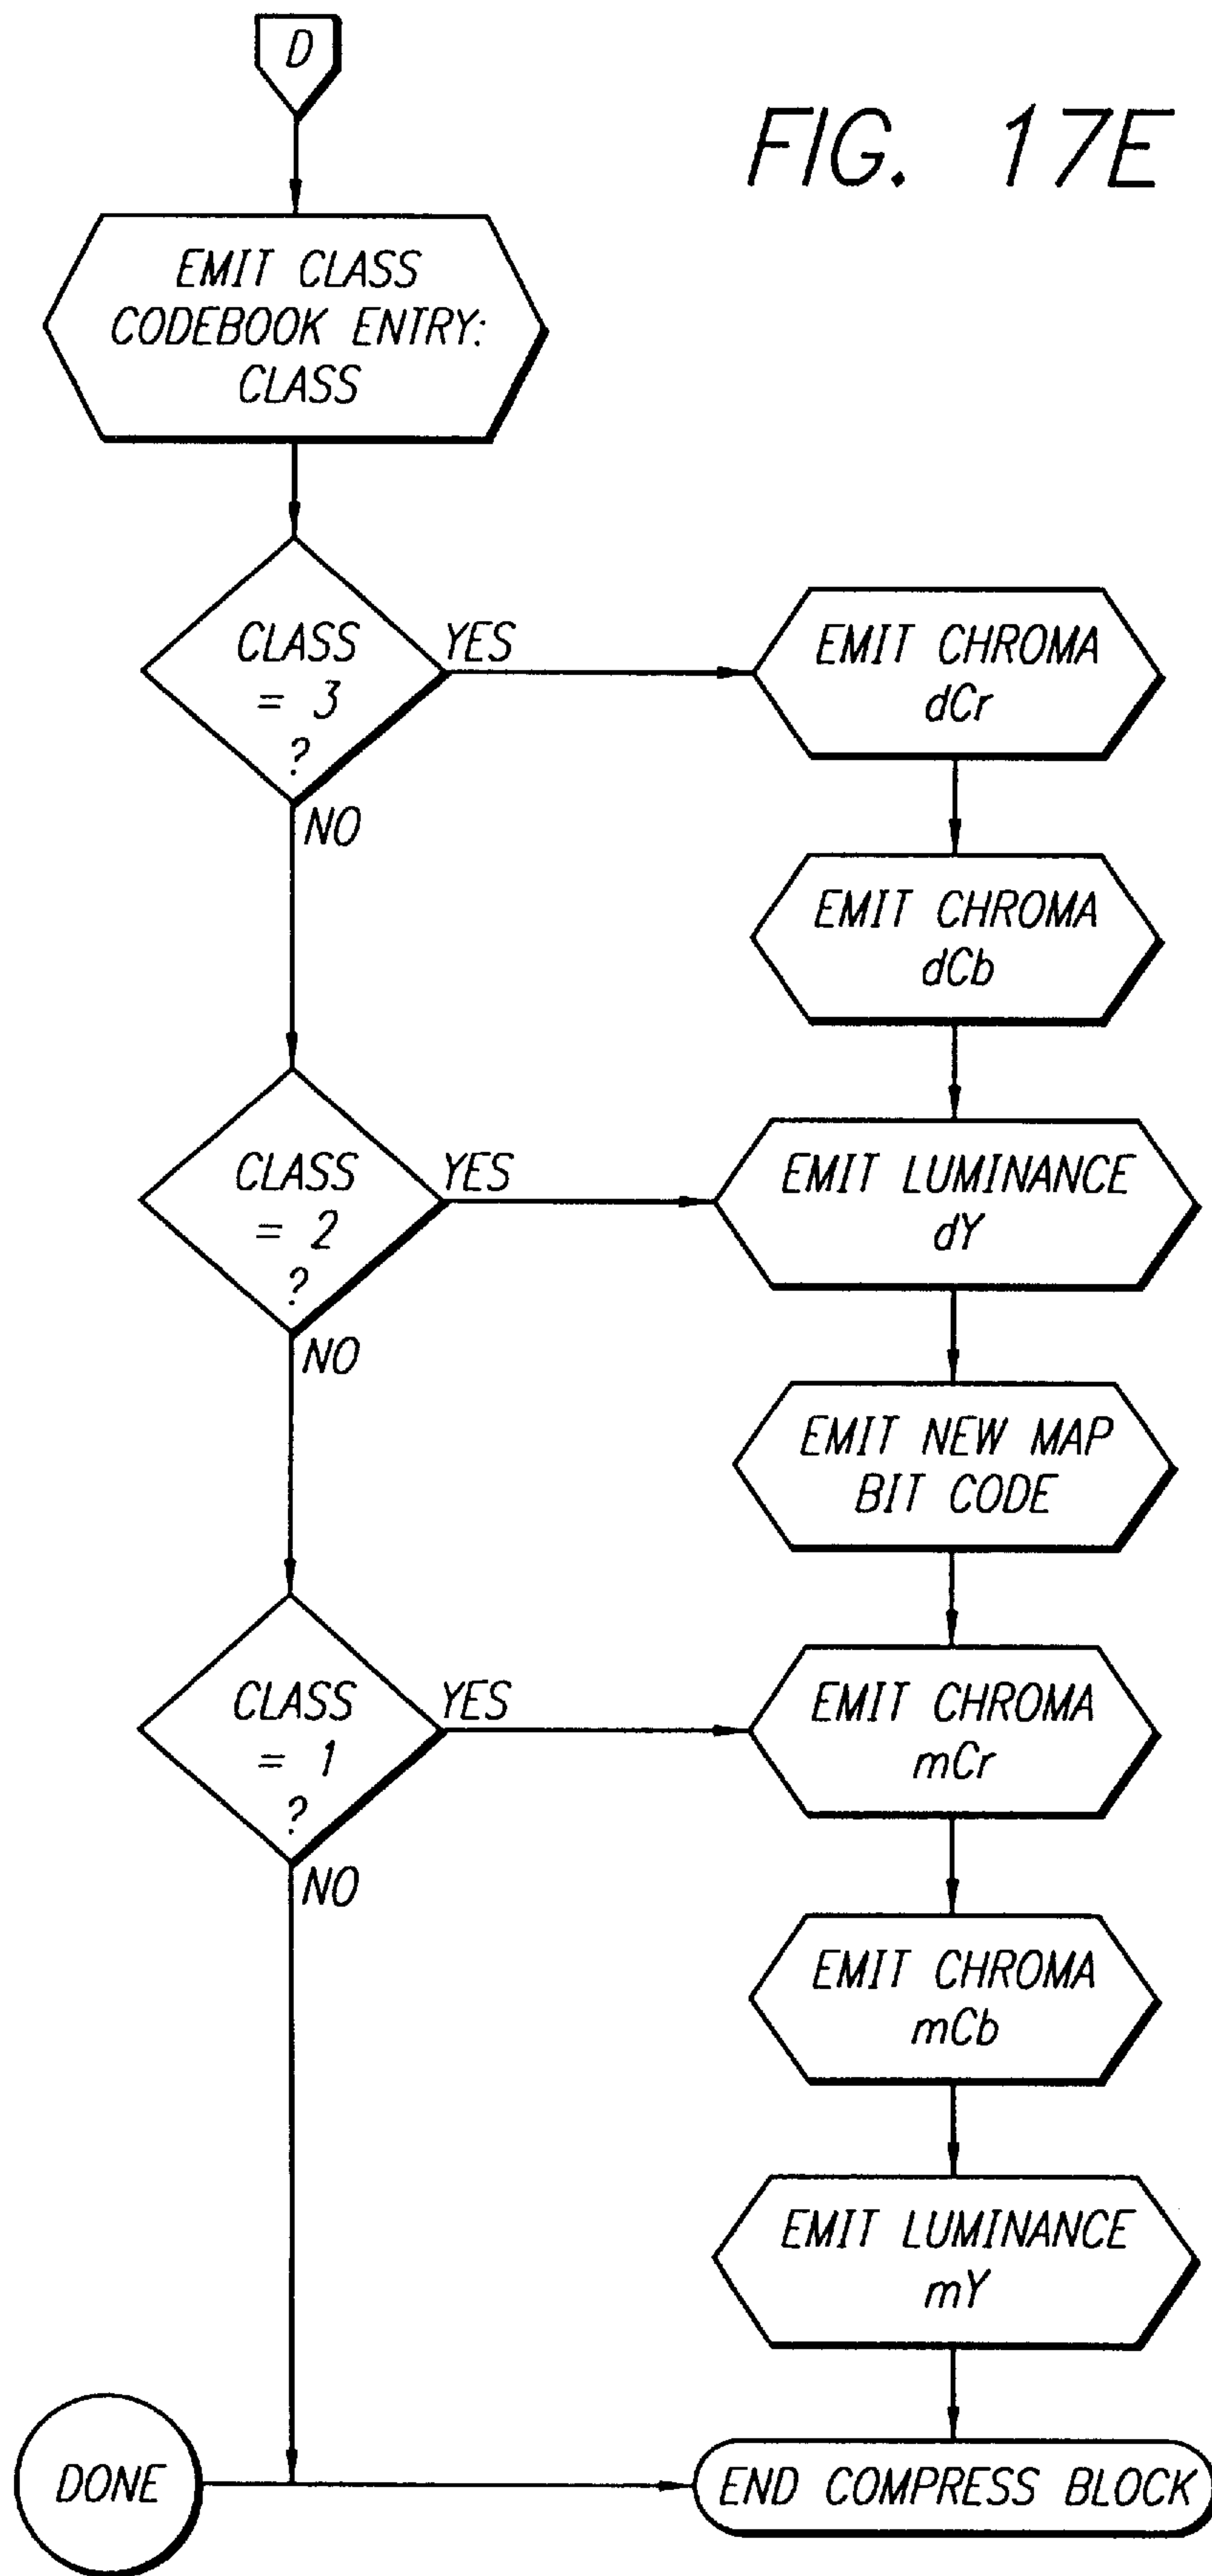 D
FIG. 17E
EMIT CLASS
CODEBOOK ENTRY:
CLASS
CLASS
= 3
?
YES
NO
EMIT CHROMA
dCr
EMIT CHROMA
dCb
CLASS
= 2
?
YES
NO
EMIT LUMINANCE
dY
EMIT NEW MAP
BIT CODE
CLASS
= 1
?
YES
NO
EMIT CHROMA
mCr
EMIT CHROMA
mCb
EMIT LUMINANCE
mY
DONE
END COMPRESS BLOCK